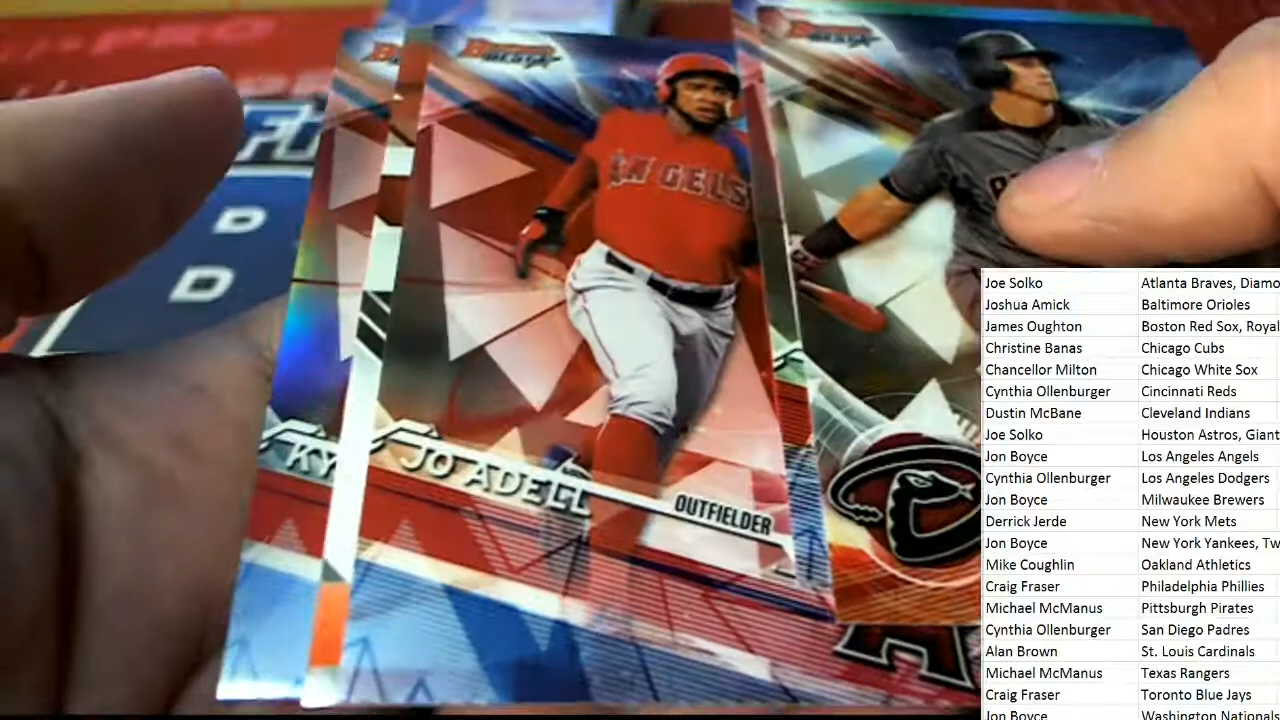 BOWMAN'S BEST
ANGELS
D
D
KY
JO ADELL
OUTFIELDER
Joe Solko Atlanta Braves, Diamo
Joshua Amick Baltimore Orioles
James Oughton Boston Red Sox, Roya
Christine Banas Chicago Cubs
Chancellor Milton Chicago White Sox
Cynthia Ollenburger Cincinnati Reds
Dustin McBane Cleveland Indians
Joe Solko Houston Astros, Giant
Jon Boyce Los Angeles Angels
Cynthia Ollenburger Los Angeles Dodgers
Jon Boyce Milwaukee Brewers
Derrick Jerde New York Mets
Jon Boyce New York Yankees, Tw
Mike Coughlin Oakland Athletics
Craig Fraser Philadelphia Phillies
Michael McManus Pittsburgh Pirates
Cynthia Ollenburger San Diego Padres
Alan Brown St. Louis Cardinals
Michael McManus Texas Rangers
Craig Fraser Toronto Blue Jays
Jon Boyce Washington Nationals